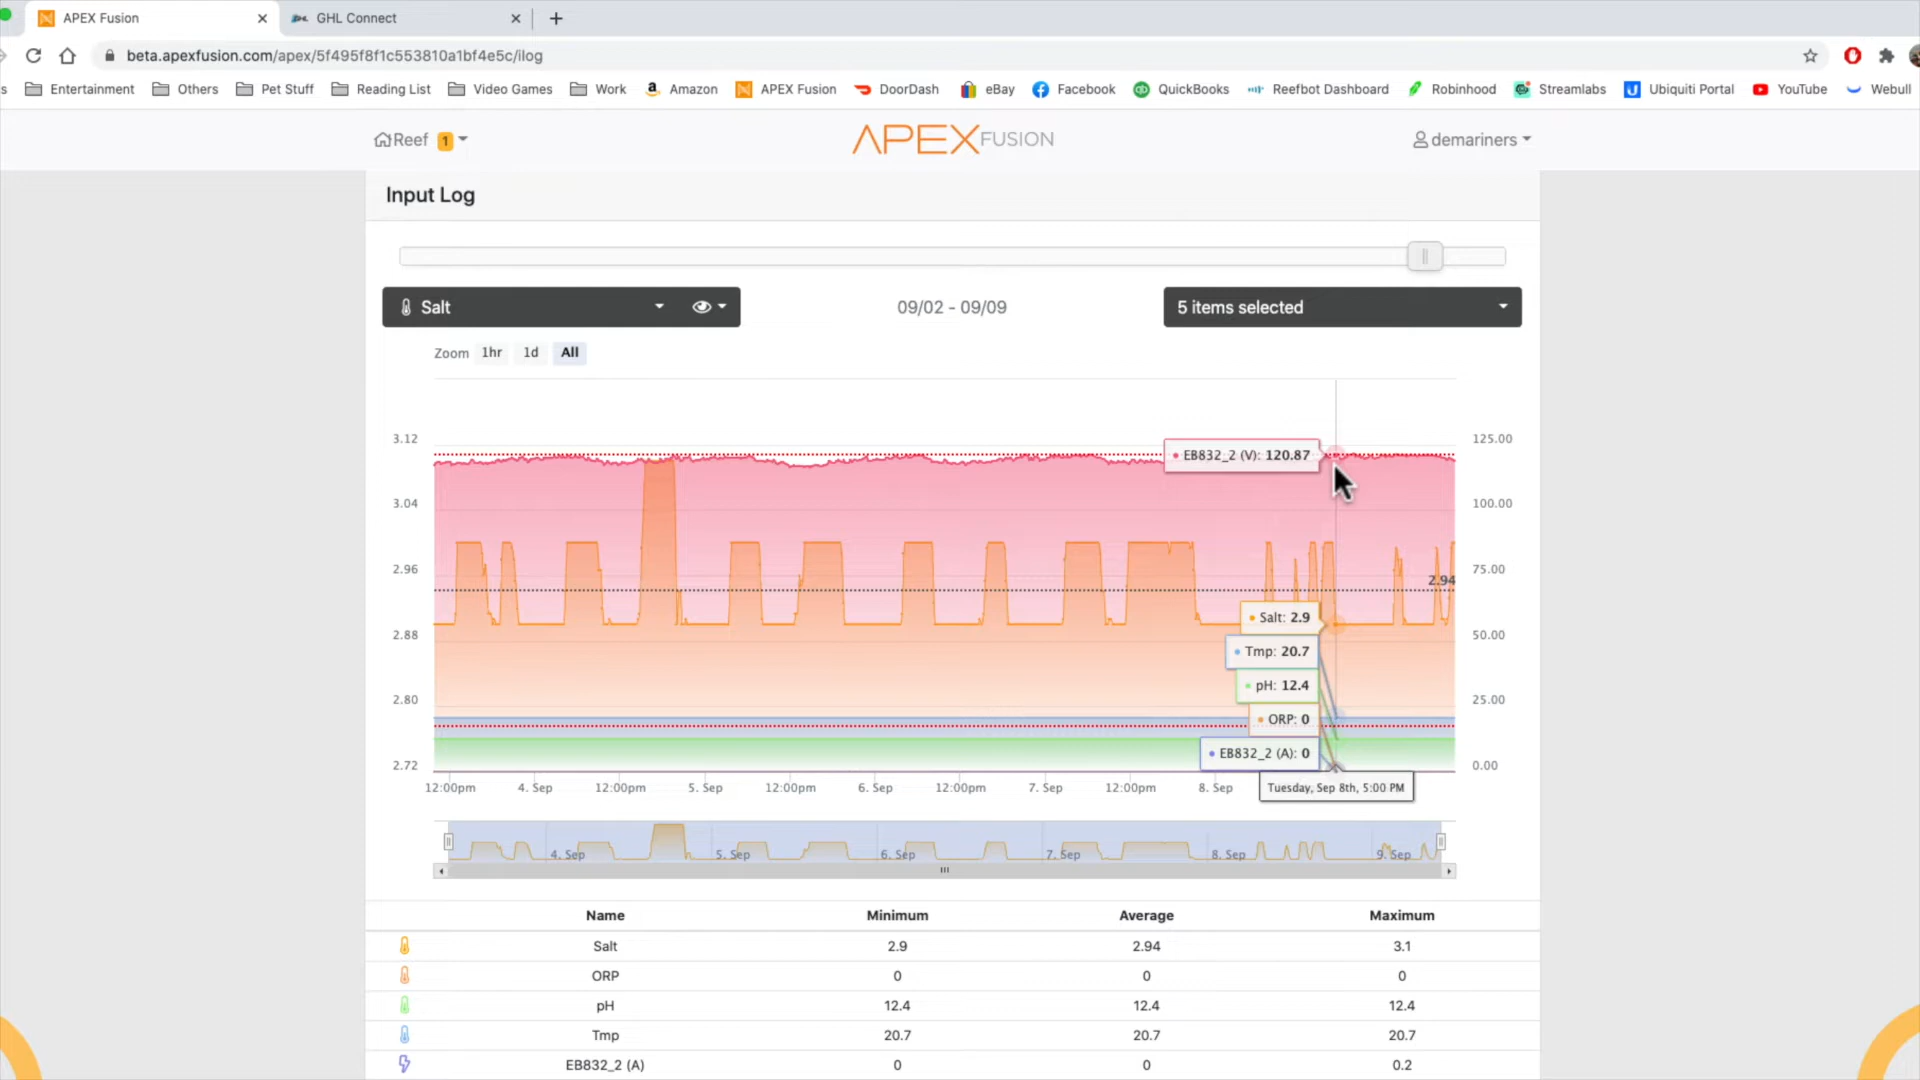 APEX Fusion
GHL Connect
beta.apexfusion.com/apex/5f495f8f1c553810a1bf4e5c/ilog
s Entertainment Others Pet Stuff Reading List Video Games Work Amazon APEX Fusion DoorDash eBay Facebook QuickBooks Reefbot Dashboard Robinhood Streamlabs Ubiquiti Portal YouTube Webull
Reef 1
APEX FUSION
demariners
Input Log
Salt
09/02 - 09/09
5 items selected
Zoom 1hr 1d All
3.12 125.00
EB832_2 (V): 120.87
3.04 100.00
2.96 75.00
2.94
Salt: 2.9
2.88 50.00
Tmp: 20.7
pH: 12.4
2.80 25.00
ORP: 0
EB832_2 (A): 0
2.72 0.00
12:00pm 4. Sep 12:00pm 5. Sep 12:00pm 6. Sep 12:00pm 7. Sep 12:00pm 8. Sep Tuesday, Sep 8th, 5:00 PM
4. Sep 5. Sep 6. Sep 7. Sep 8. Sep 9. Sep
Name Minimum Average Maximum
Salt 2.9 2.94 3.1
ORP 0 0 0
pH 12.4 12.4 12.4
Tmp 20.7 20.7 20.7
EB832_2 (A) 0 0 0.2